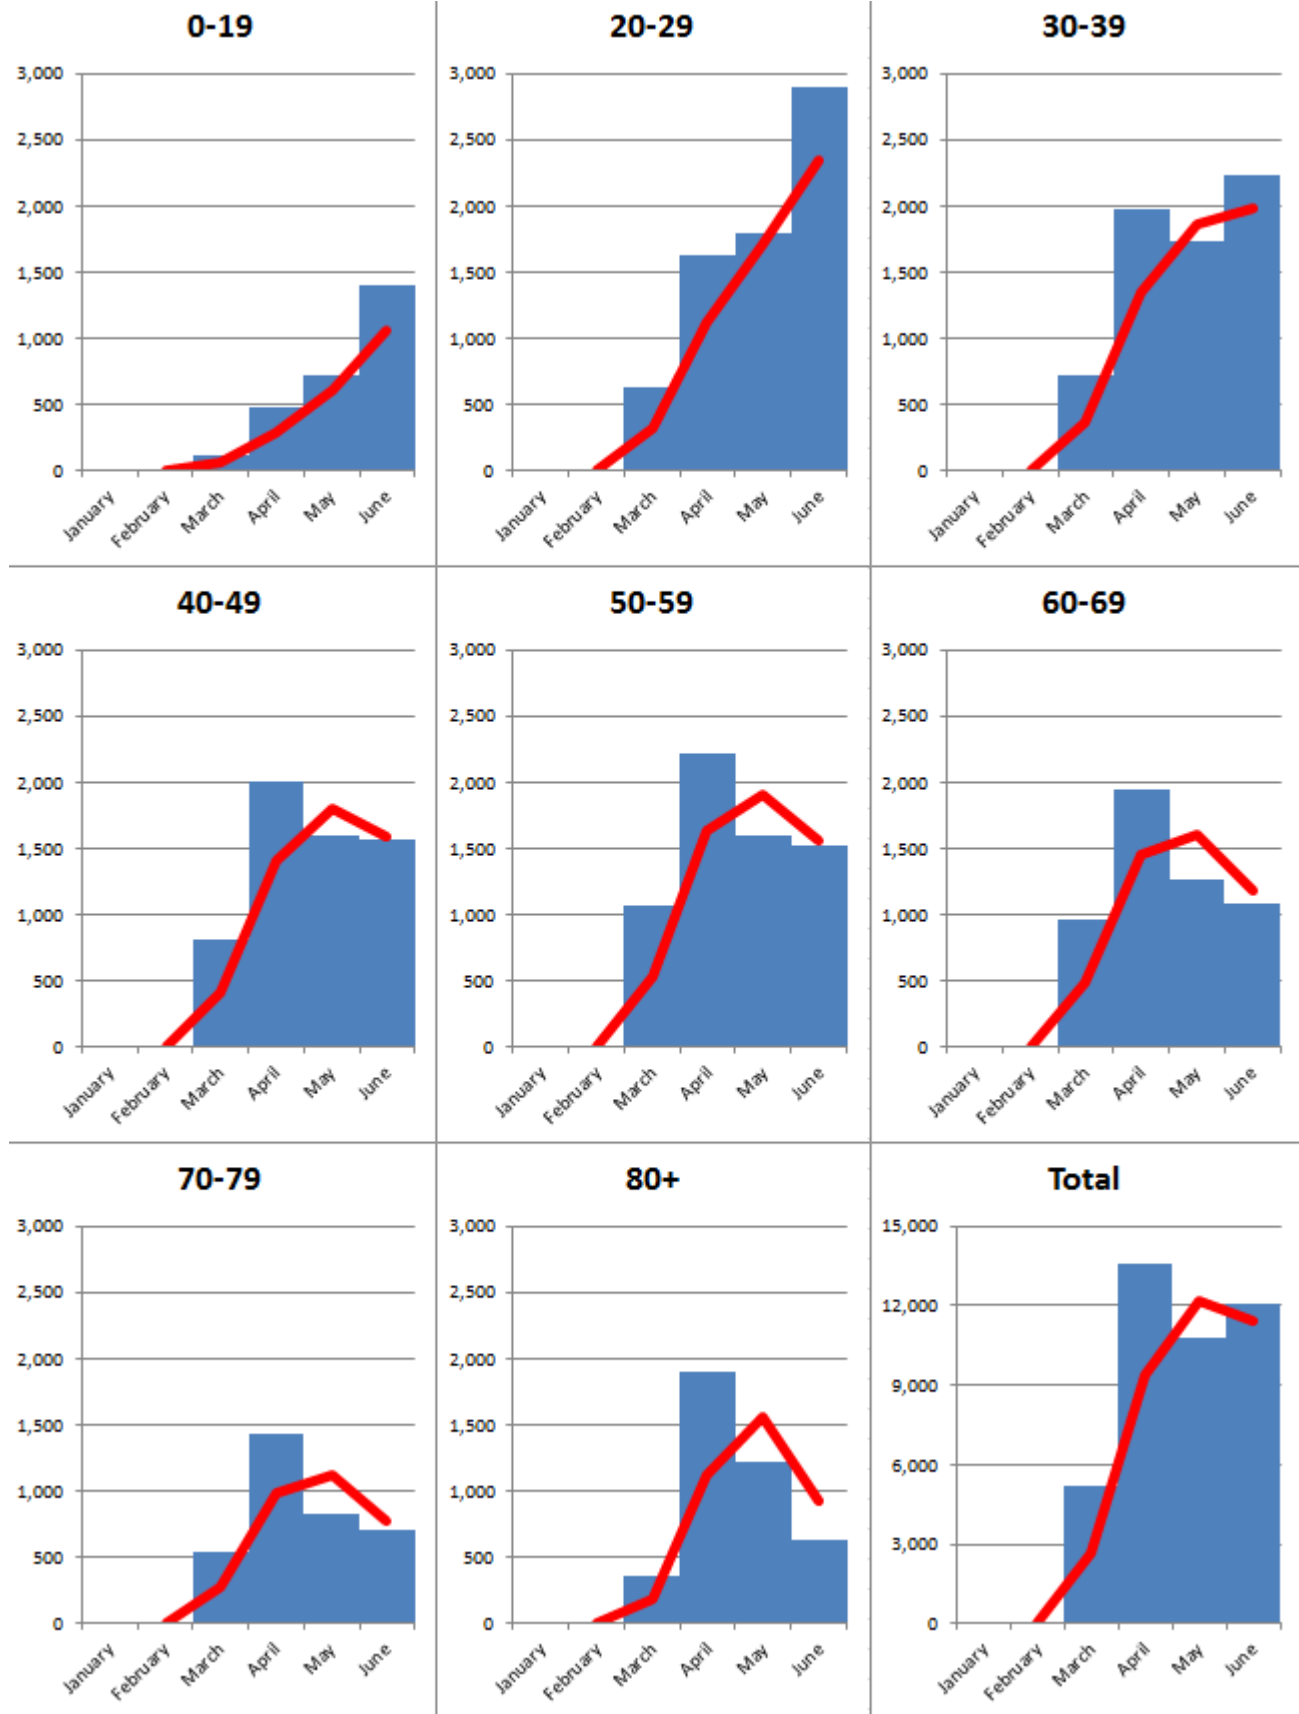 0-19
3,000
2,500
2,000
1,500
1,000
500
0
January
February
March
April
May
June
20-29
3,000
2,500
2,000
1,500
1,000
500
0
January
February
March
April
May
June
30-39
3,000
2,500
2,000
1,500
1,000
500
0
January
February
March
April
May
June
40-49
3,000
2,500
2,000
1,500
1,000
500
0
January
February
March
April
May
June
50-59
3,000
2,500
2,000
1,500
1,000
500
0
January
February
March
April
May
June
60-69
3,000
2,500
2,000
1,500
1,000
500
0
January
February
March
April
May
June
70-79
3,000
2,500
2,000
1,500
1,000
500
0
January
February
March
April
May
June
80+
3,000
2,500
2,000
1,500
1,000
500
0
January
February
March
April
May
June
Total
15,000
12,000
9,000
6,000
3,000
0
January
February
March
April
May
June